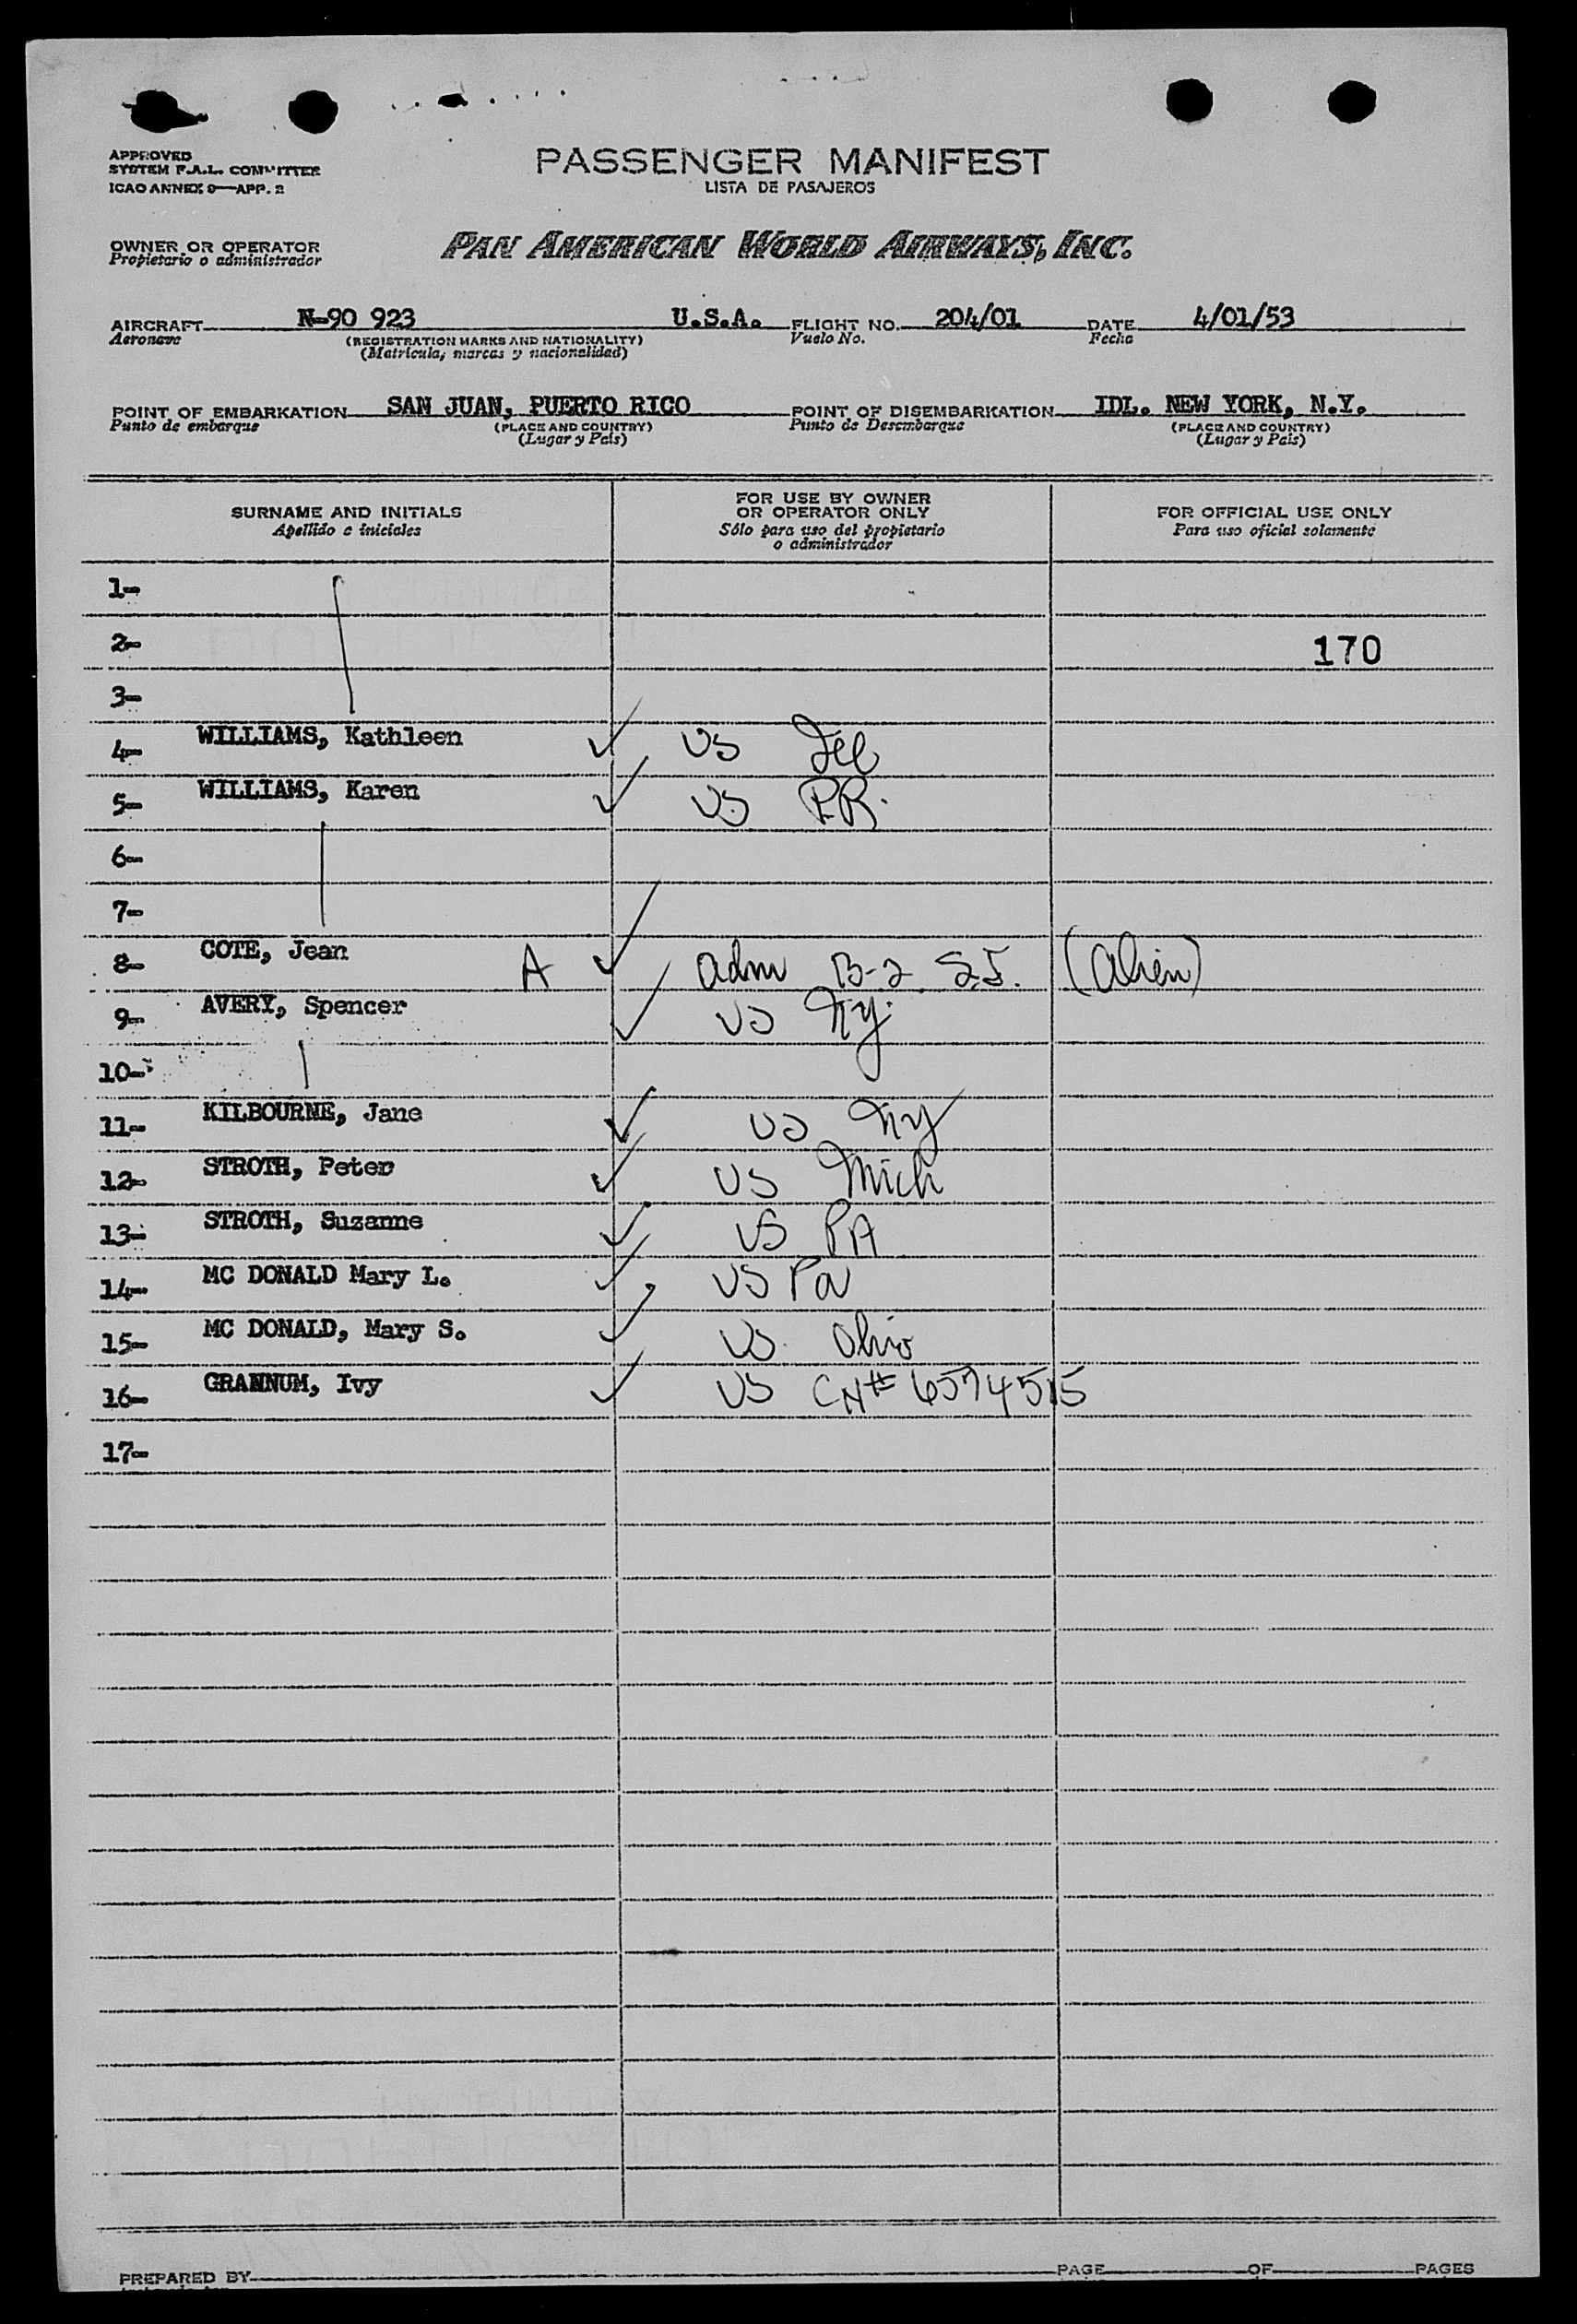 APPROVED
SYSTEM F.A.L. COMMITTEE
ICAO ANNEX 9—APP. 2
PASSENGER MANIFEST
LISTA DE PASAJEROS
OWNER OR OPERATOR
Propietario o administrador
PAN AMERICAN WORLD AIRWAYS, INC.
AIRCRAFT N-90 923 U.S.A. FLIGHT NO. 204/01 DATE 4/01/53
Aeronave (REGISTRATION MARKS AND NATIONALITY) Vuelo No. Fecha
(Matricula, marcas y nacionalidad)
POINT OF EMBARKATION SAN JUAN, PUERTO RICO POINT OF DISEMBARKATION IDL. NEW YORK, N.Y.
Punto de embarque (PLACE AND COUNTRY) Punto de Desembarque (PLACE AND COUNTRY)
(Lugar y País) (Lugar y País)
SURNAME AND INITIALS
Apellido e iniciales
FOR USE BY OWNER
OR OPERATOR ONLY
Sólo para uso del propietario
o administrador
FOR OFFICIAL USE ONLY
Para uso oficial solamente
1-
2- 170
3-
4- WILLIAMS, Kathleen ✓ US
5- WILLIAMS, Karen ✓ US P.R.
6-
7-
8- COTE, Jean A ✓ adm B-2 (Alien)
9- AVERY, Spencer ✓ US NY.
10-
11- KILBOURNE, Jane ✓ US NY
12- STROTH, Peter ✓ US Mich
13- STROTH, Suzanne ✓ US PA
14- MC DONALD Mary L. ✓ US Pa
15- MC DONALD, Mary S. ✓ US. Ohio
16- GRANNUM, Ivy ✓ US CN# 6574515
17-
PREPARED BY PAGE OF PAGES